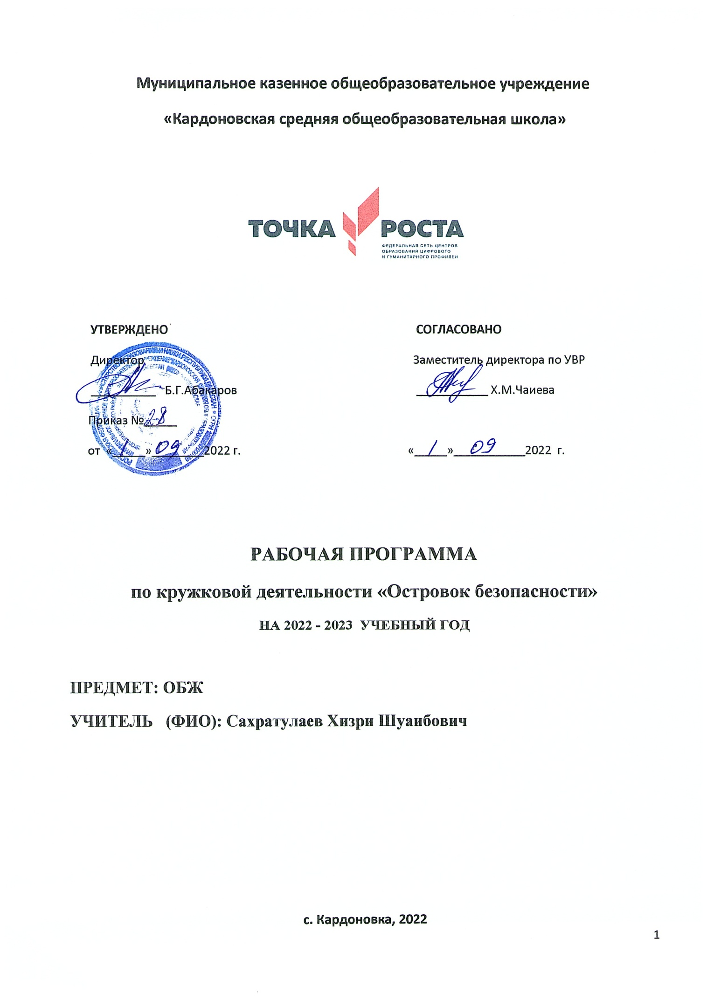 Муниципальное казенное общеобразовательное учреждение
«Кардоновская средняя общеобразовательная школа»
ТОЧКА РОСТА
ФЕДЕРАЛЬНАЯ СЕТЬ ЦЕНТРОВ
ОБРАЗОВАНИЯ ЦИФРОВОГО
И ГУМАНИТАРНОГО ПРОФИЛЕЙ
УТВЕРЖДЕНО
Директор
Б.Г.Абакаров
Приказ № 28
от «1» 09 2022 г.
СОГЛАСОВАНО
Заместитель директора по УВР
Х.М.Чаиева
«1» 09 2022 г.
РАБОЧАЯ ПРОГРАММА
по кружковой деятельности «Островок безопасности»
НА 2022 - 2023 УЧЕБНЫЙ ГОД
ПРЕДМЕТ: ОБЖ
УЧИТЕЛЬ (ФИО): Сахратулаев Хизри Шуаибович
с. Кардоновка, 2022
1